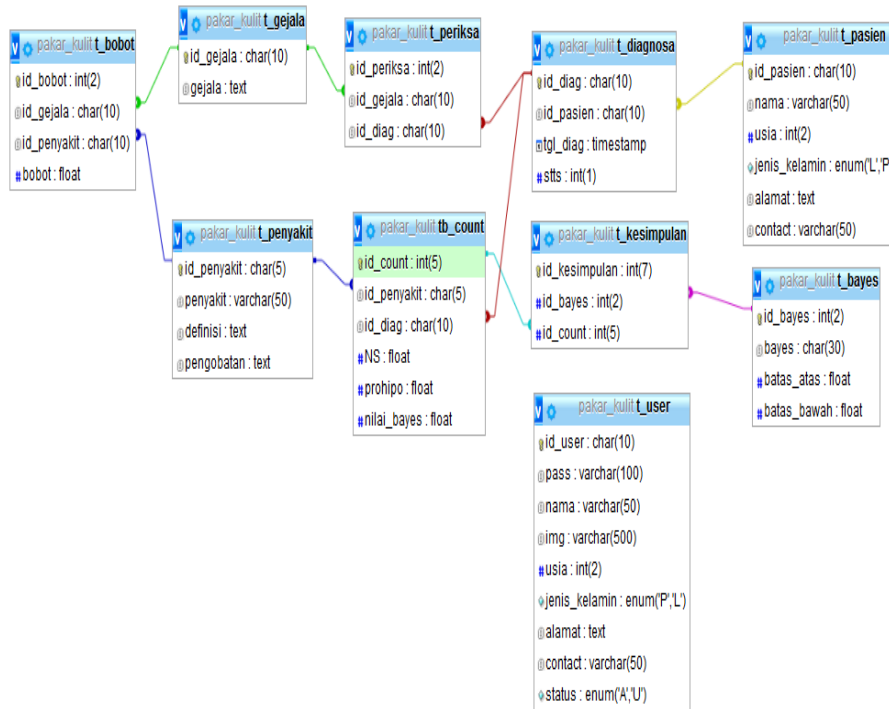 pakar_kulit t_bobot
id_bobot : int(2)
id_gejala : char(10)
id_penyakit : char(10)
# bobot : float
pakar_kulit t_gejala
id_gejala : char(10)
gejala : text
pakar_kulit t_periksa
id_periksa : int(2)
id_gejala : char(10)
id_diag : char(10)
pakar_kulit t_diagnosa
id_diag : char(10)
id_pasien : char(10)
tgl_diag : timestamp
# stts : int(1)
pakar_kulit t_pasien
id_pasien : char(10)
nama : varchar(50)
# usia : int(2)
jenis_kelamin : enum('L','P
alamat : text
contact : varchar(50)
pakar_kulit t_penyakit
id_penyakit : char(5)
penyakit : varchar(50)
definisi : text
pengobatan : text
pakar_kulit tb_count
id_count : int(5)
id_penyakit : char(5)
id_diag : char(10)
# NS : float
# prohipo : float
# nilai_bayes : float
pakar_kulit t_kesimpulan
id_kesimpulan : int(7)
# id_bayes : int(2)
# id_count : int(5)
pakar_kulit t_bayes
id_bayes : int(2)
bayes : char(30)
# batas_atas : float
# batas_bawah : float
pakar_kulit t_user
id_user : char(10)
pass : varchar(100)
nama : varchar(50)
img : varchar(500)
# usia : int(2)
jenis_kelamin : enum('P','L')
alamat : text
contact : varchar(50)
status : enum('A','U')